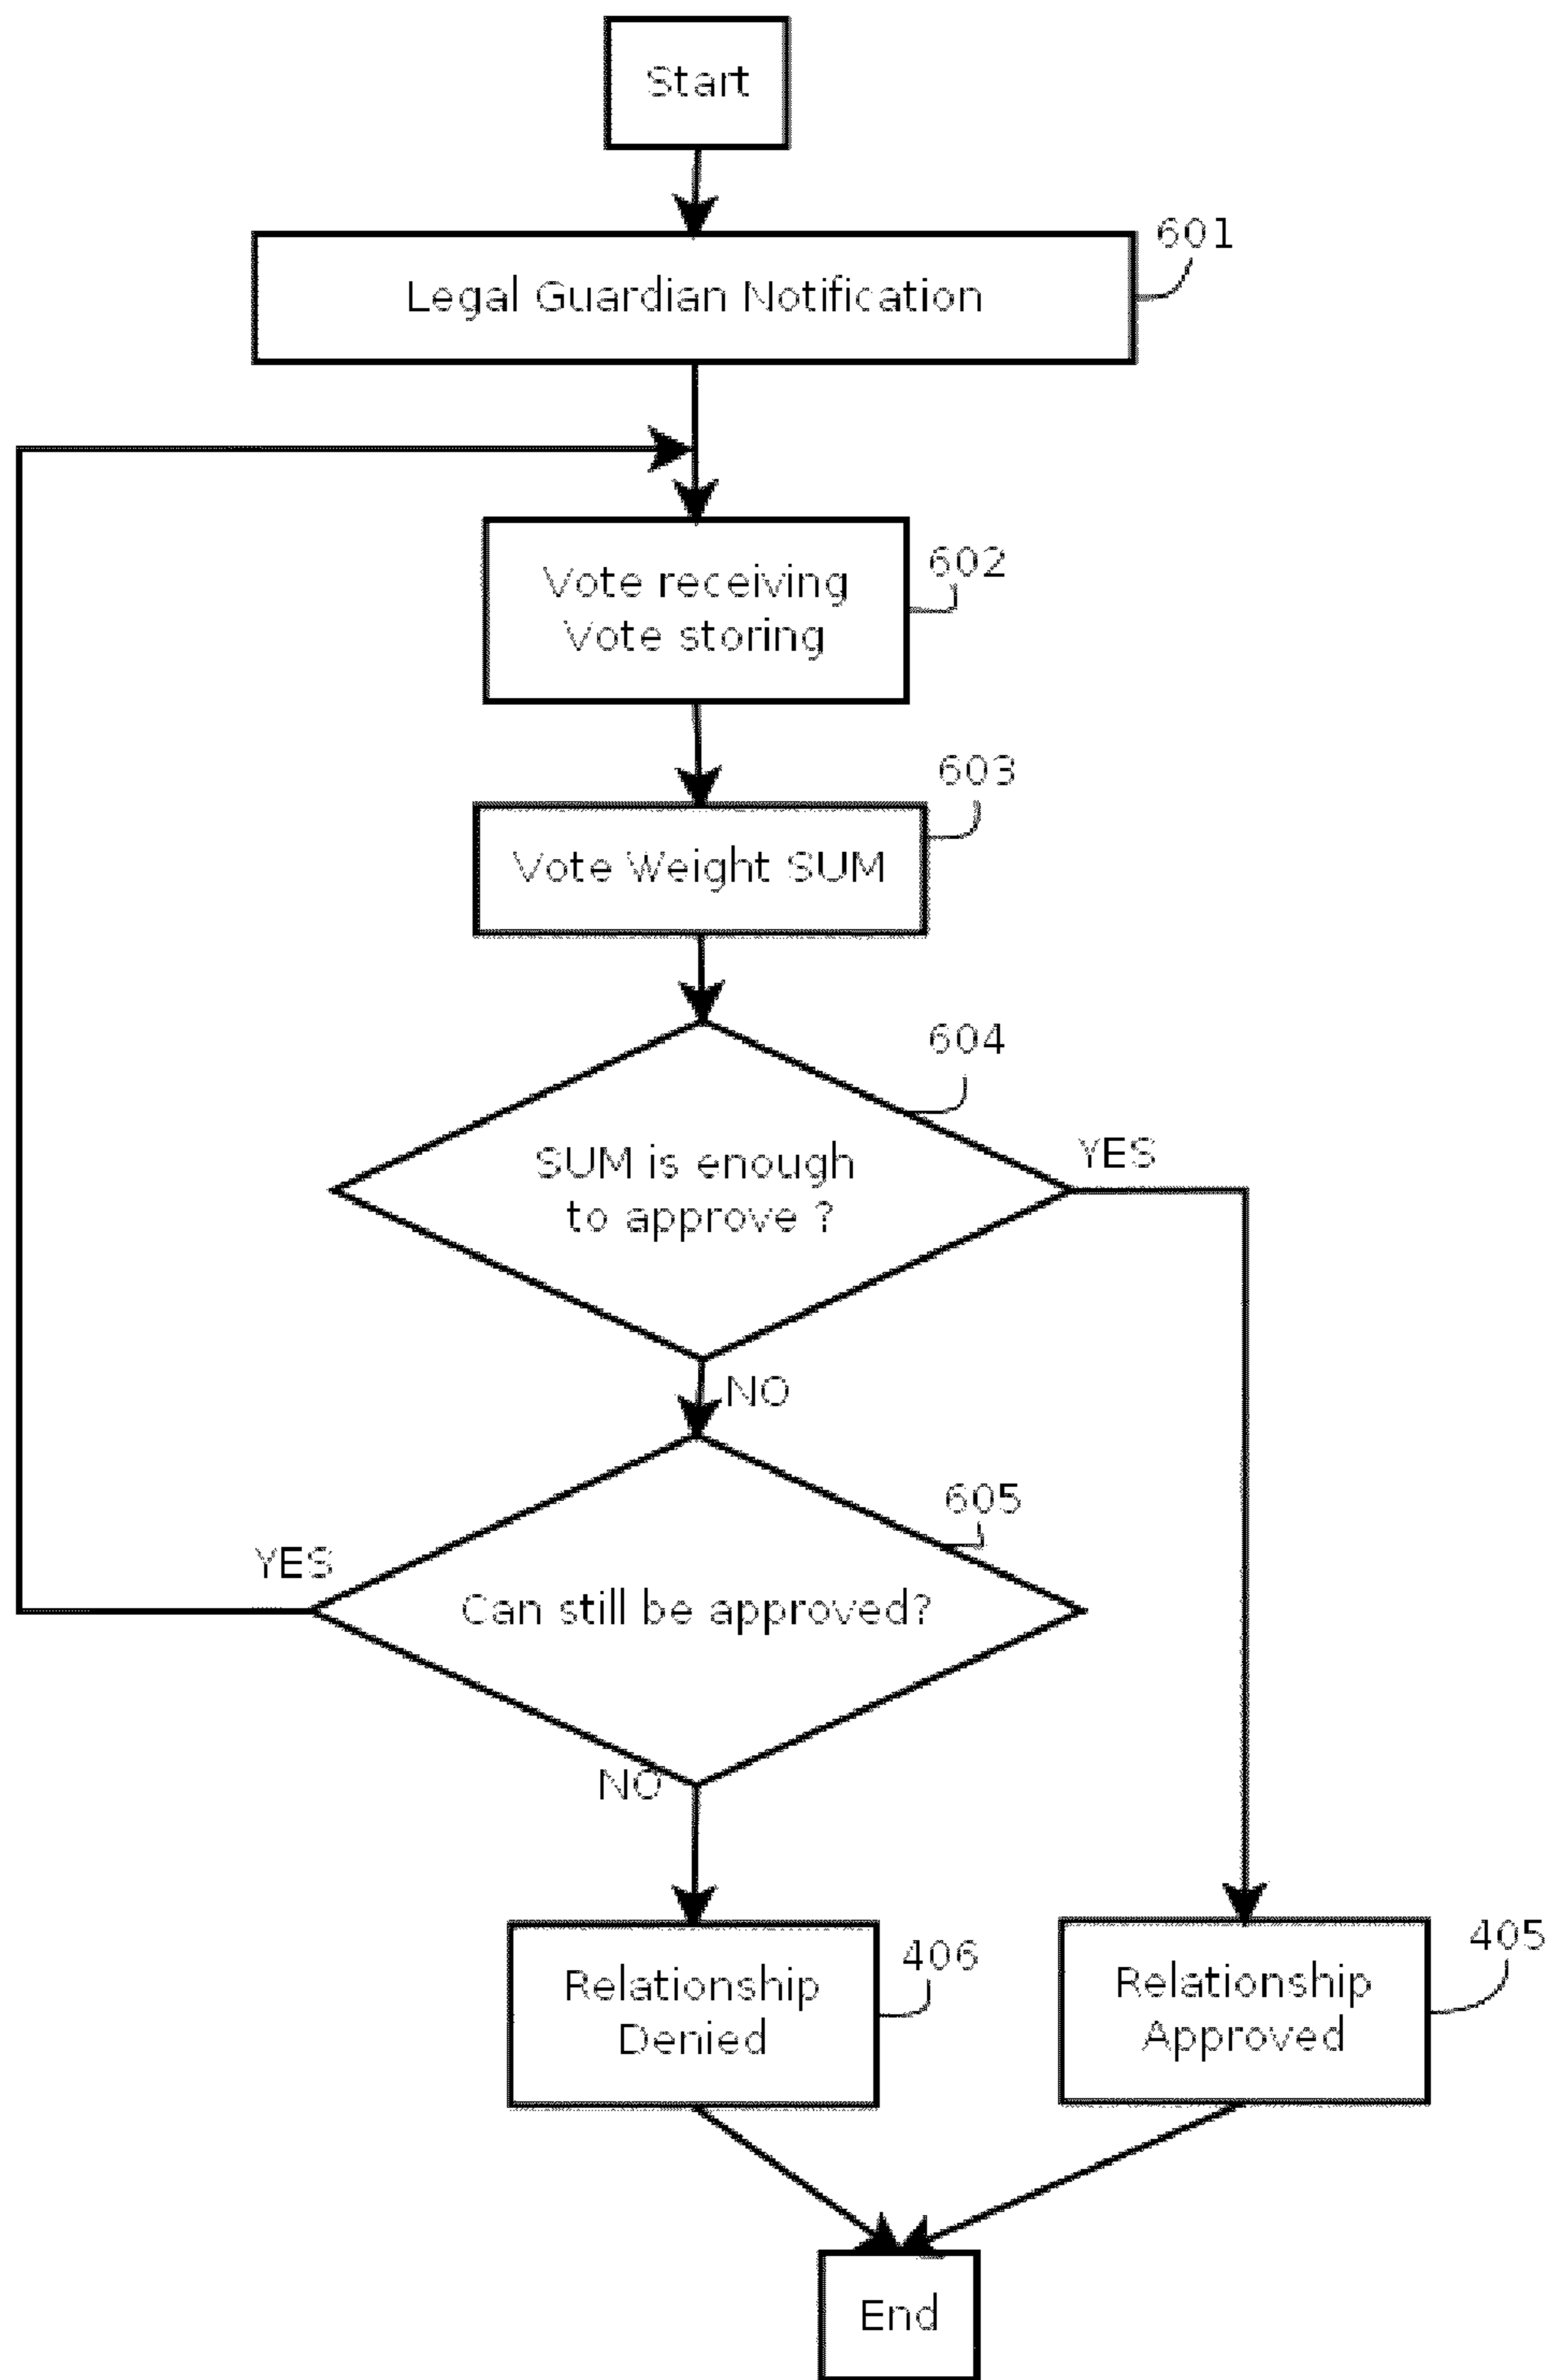 Start
601
Legal Guardian Notification
602
Vote receiving
Vote storing
603
Vote Weight SUM
604
YES
SUM is enough
to approve ?
NO
605
YES
Can still be approved?
NO
406
405
Relationship
Denied
Relationship
Approved
End